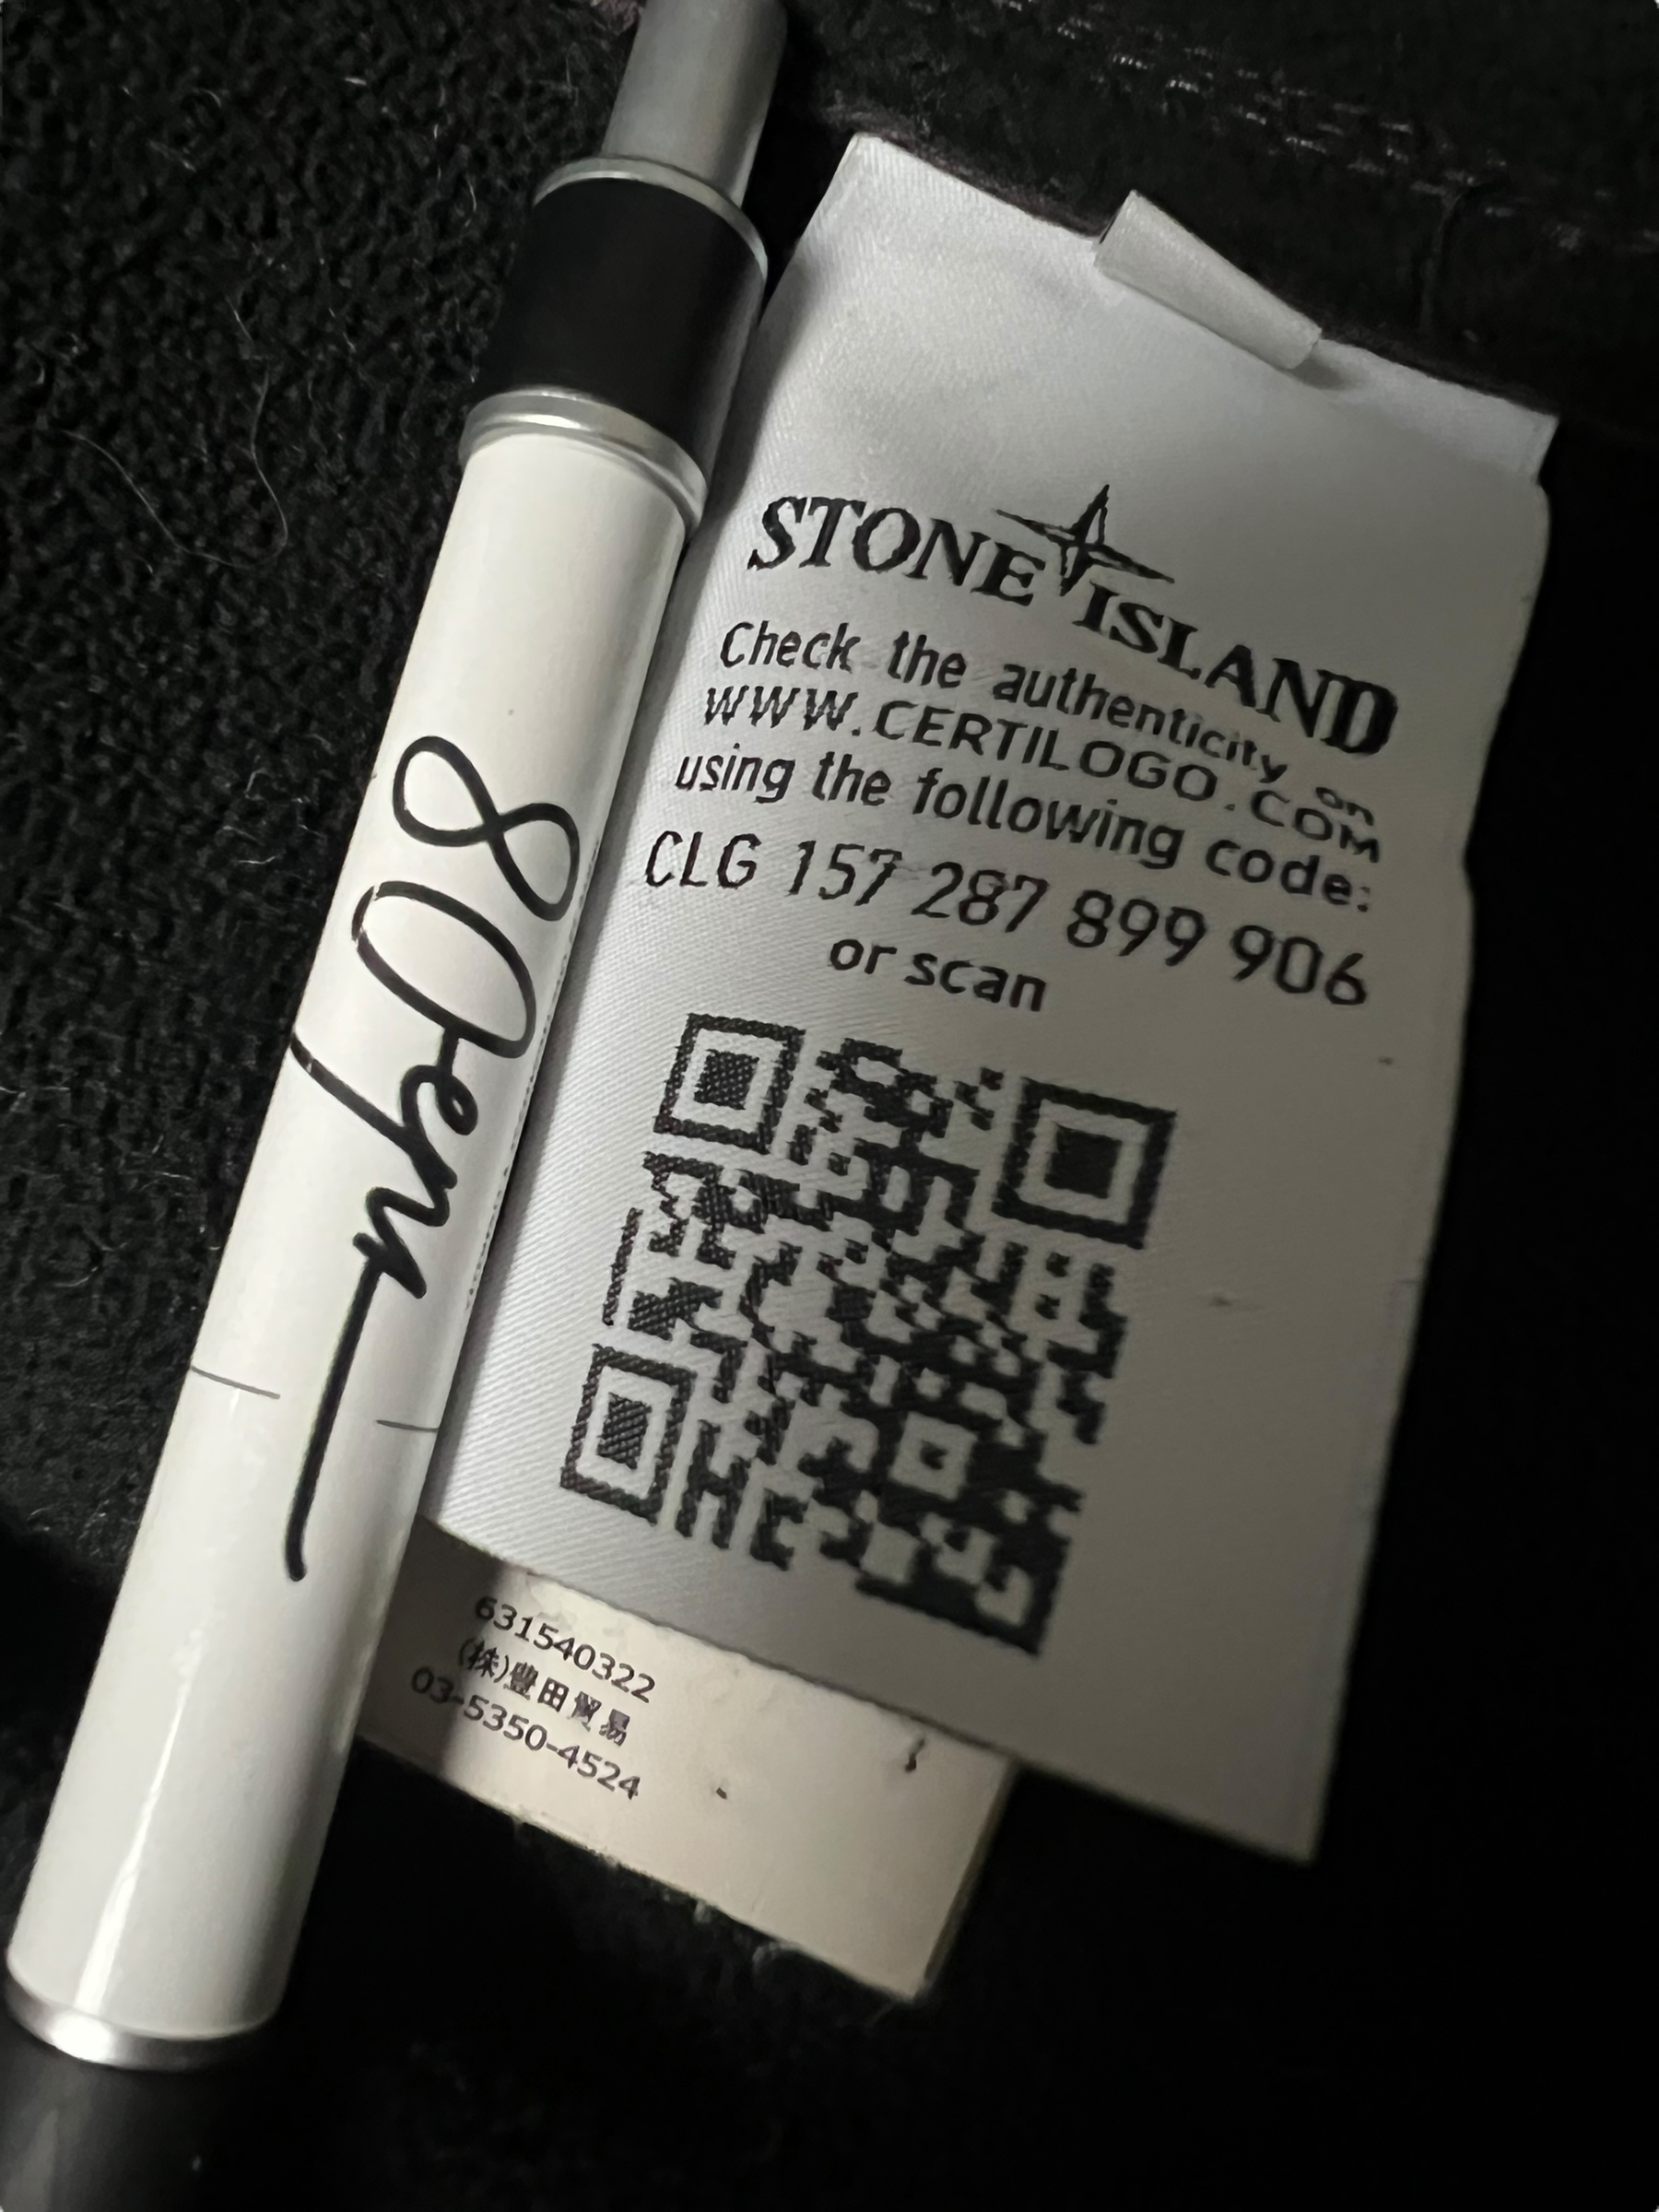 80pyn
STONE ISLAND
Check the authenticity on
WWW.CERTILOGO.COM
using the following code:
CLG 157 287 899 906
or scan
631540322
(株)豊田貿易
03-5350-4524